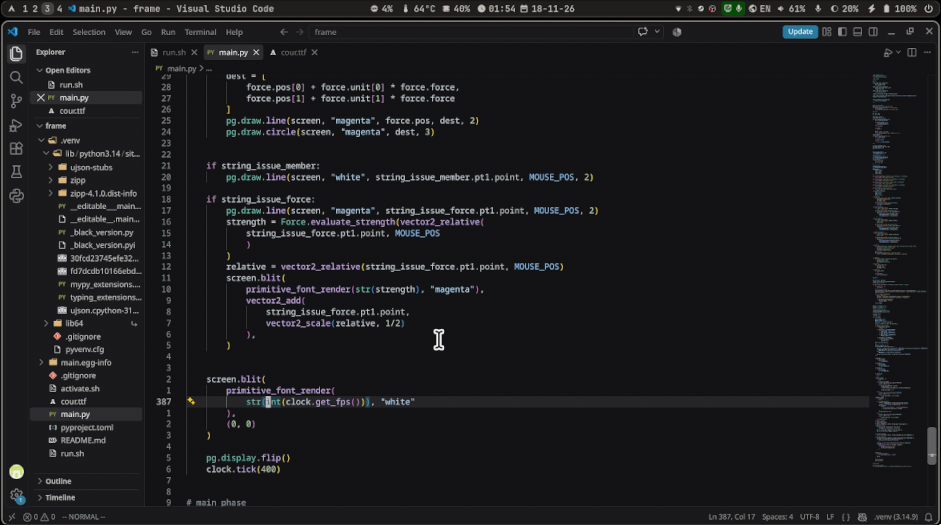 1 2 3 4 main.py - frame - Visual Studio Code
4% 64°C 40% 01:54 18-11-26
EN 61% 20% 100%
File Edit Selection View Go Run Terminal Help
frame
Update
Explorer
Open Editors
run.sh
main.py
cour.ttf
frame
.venv
lib/python3.14/sit...
ujson-stubs
zipp
zipp-4.1.0.dist-info
__editable___main...
__editable__.main...
_black_version.py
_black_version.pyi
30fcd23745efe32...
fd7dcdb10166ebd...
mypy_extensions...
typing_extensions...
ujson.cpython-31...
lib64
.gitignore
pyvenv.cfg
main.egg-info
.gitignore
activate.sh
cour.ttf
main.py
pyproject.toml
README.md
run.sh
Outline
Timeline
run.sh main.py cour.ttf
main.py > ...
29 dest = [
28 force.pos[0] + force.unit[0] * force.force,
27 force.pos[1] + force.unit[1] * force.force
26 ]
25 pg.draw.line(screen, "magenta", force.pos, dest, 2)
24 pg.draw.circle(screen, "magenta", dest, 3)
23
22
21 if string_issue_member:
20 pg.draw.line(screen, "white", string_issue_member.pt1.point, MOUSE_POS, 2)
19
18 if string_issue_force:
17 pg.draw.line(screen, "magenta", string_issue_force.pt1.point, MOUSE_POS, 2)
16 strength = Force.evaluate_strength(vector2_relative(
15 string_issue_force.pt1.point, MOUSE_POS
14 )
13 )
12 relative = vector2_relative(string_issue_force.pt1.point, MOUSE_POS)
11 screen.blit(
10 primitive_font_render(str(strength), "magenta"),
9 vector2_add(
8 string_issue_force.pt1.point,
7 vector2_scale(relative, 1/2)
6 ),
5 )
4
3
2 screen.blit(
1 primitive_font_render(
387 str(int(clock.get_fps())), "white"
1 ),
2 (0, 0)
3 )
4
5 pg.display.flip()
6 clock.tick(400)
7
8
9 # main phase
0 0 -- NORMAL --
Ln 387, Col 17 Spaces: 4 UTF-8 LF { } .venv (3.14.9)